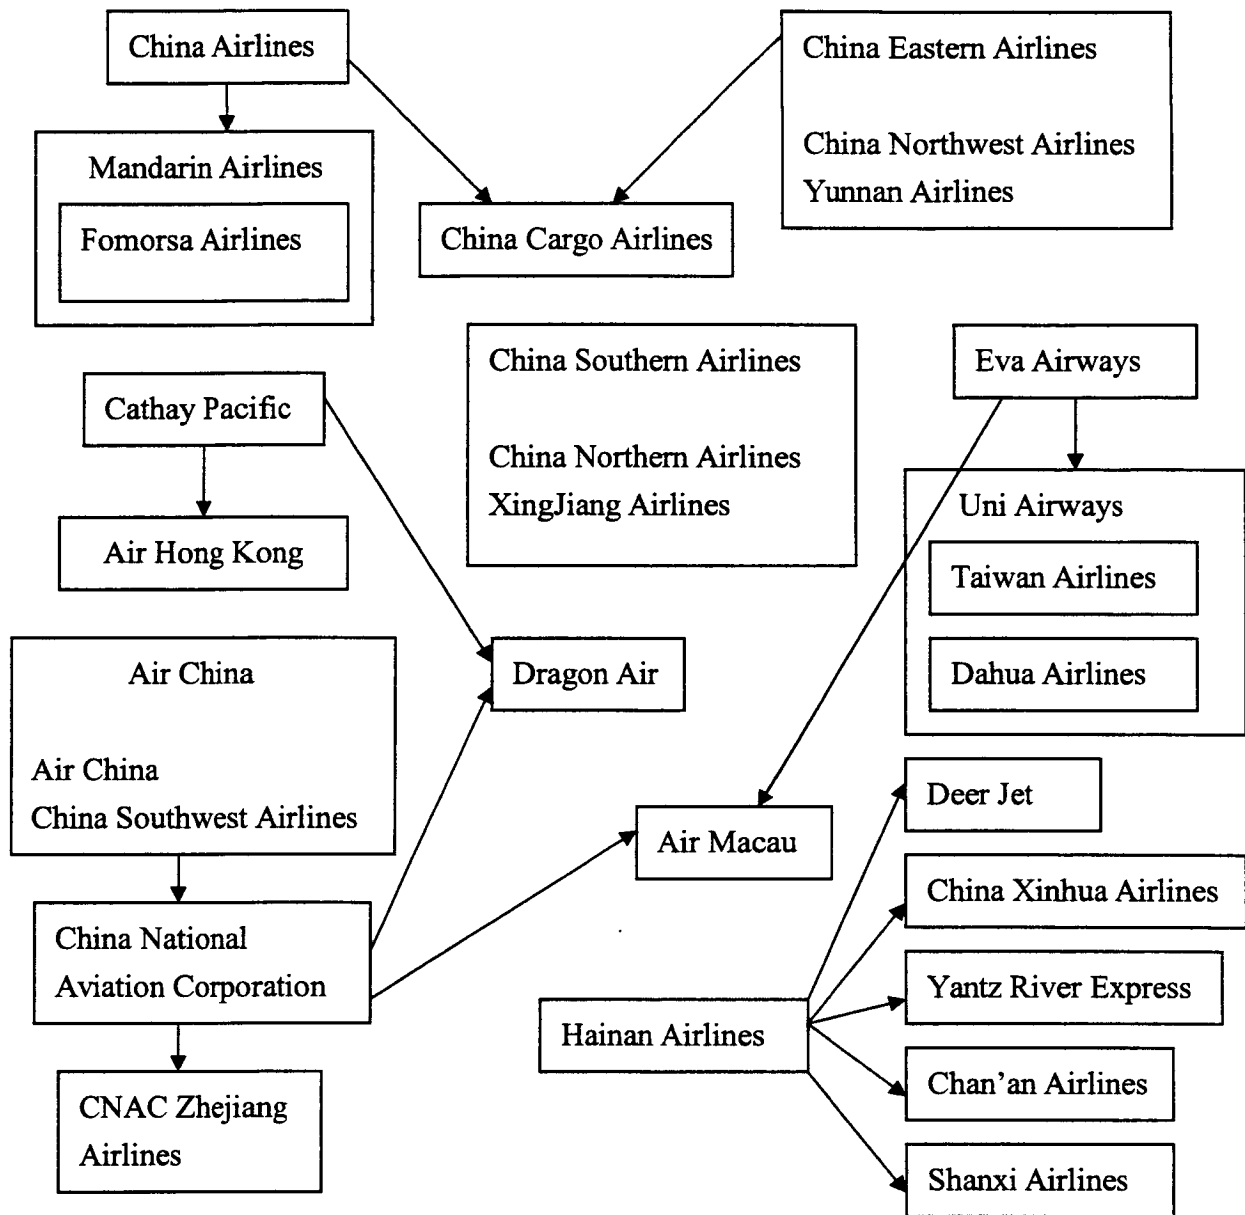 China Airlines
China Eastern Airlines
China Northwest Airlines
Yunnan Airlines
Mandarin Airlines
Fomorsa Airlines
China Cargo Airlines
China Southern Airlines
China Northern Airlines
XingJiang Airlines
Eva Airways
Cathay Pacific
Air Hong Kong
Uni Airways
Taiwan Airlines
Dahua Airlines
Air China
Air China
China Southwest Airlines
Dragon Air
Air Macau
Deer Jet
China Xinhua Airlines
China National
Aviation Corporation
Yantz River Express
Hainan Airlines
Chan'an Airlines
CNAC Zhejiang
Airlines
Shanxi Airlines